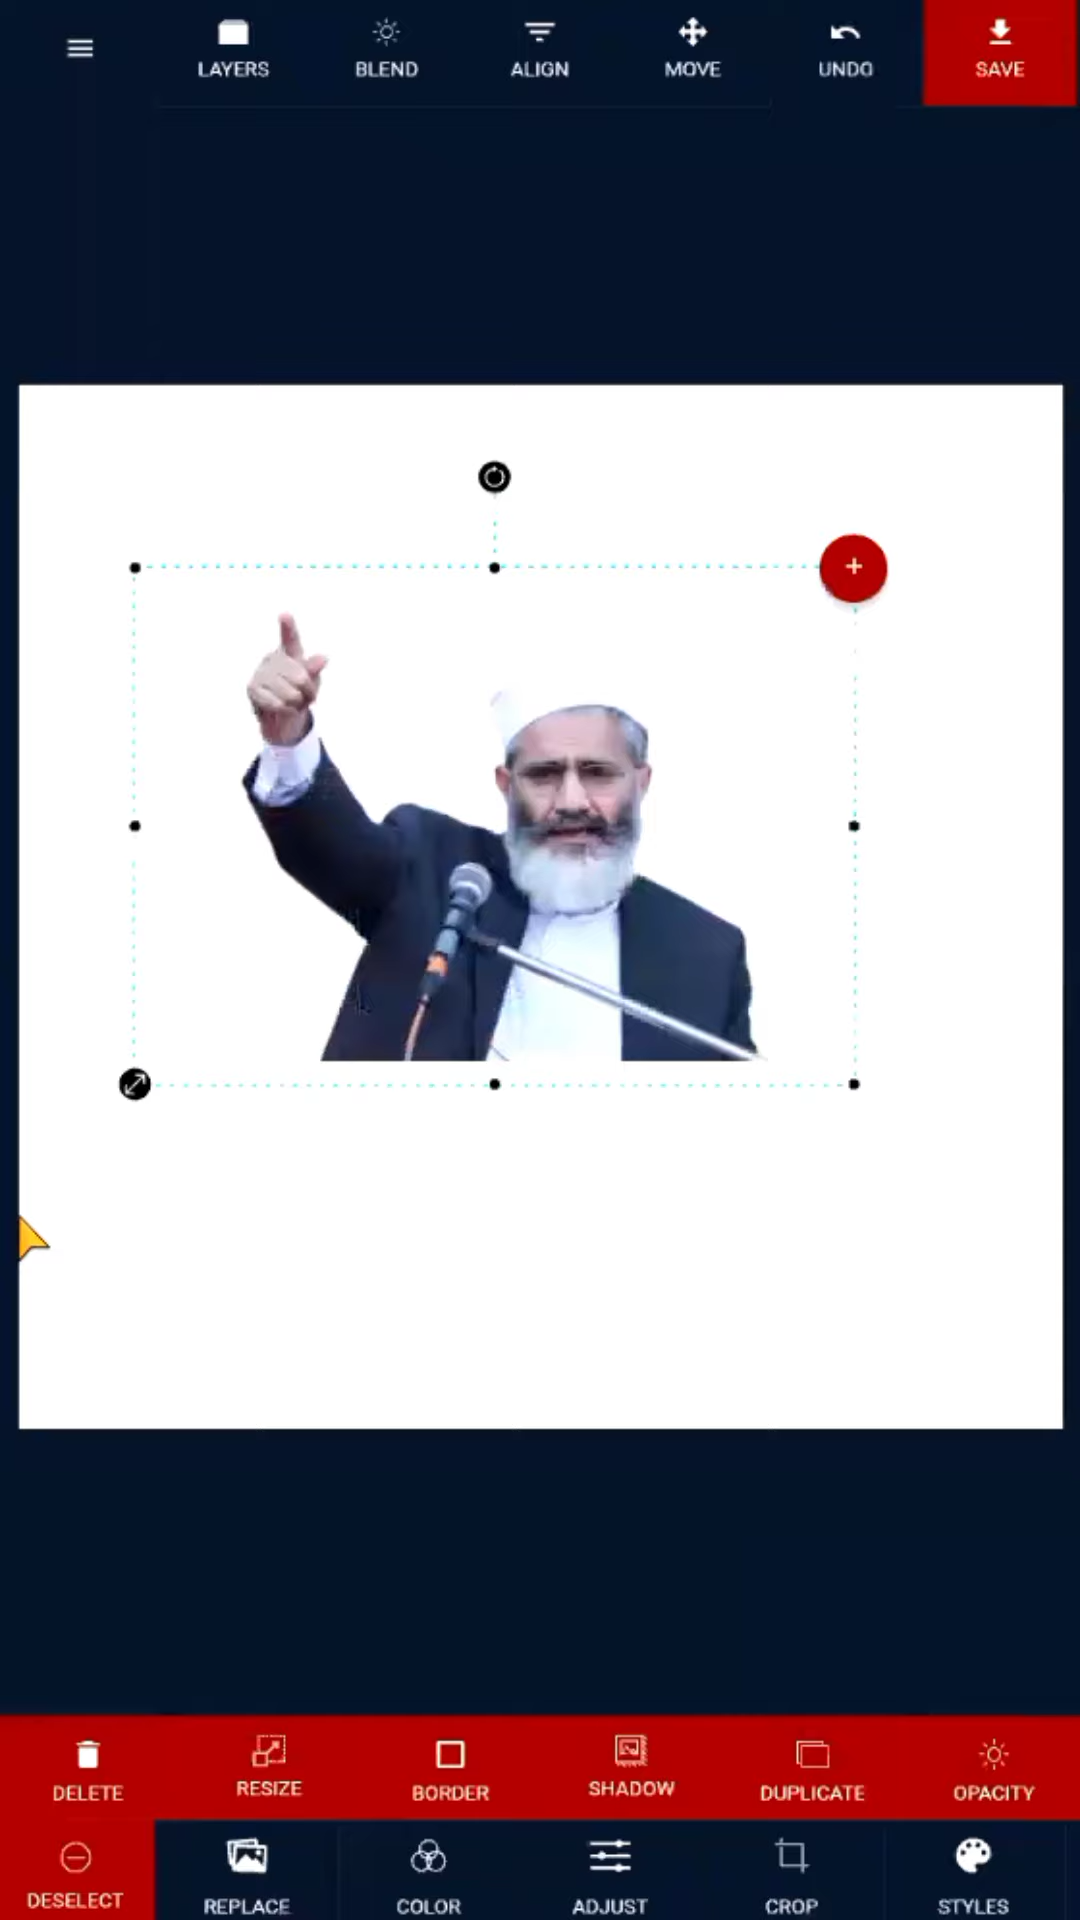 LAYERS BLEND ALIGN MOVE UNDO SAVE
DELETE RESIZE BORDER SHADOW DUPLICATE OPACITY
DESELECT REPLACE COLOR ADJUST CROP STYLES